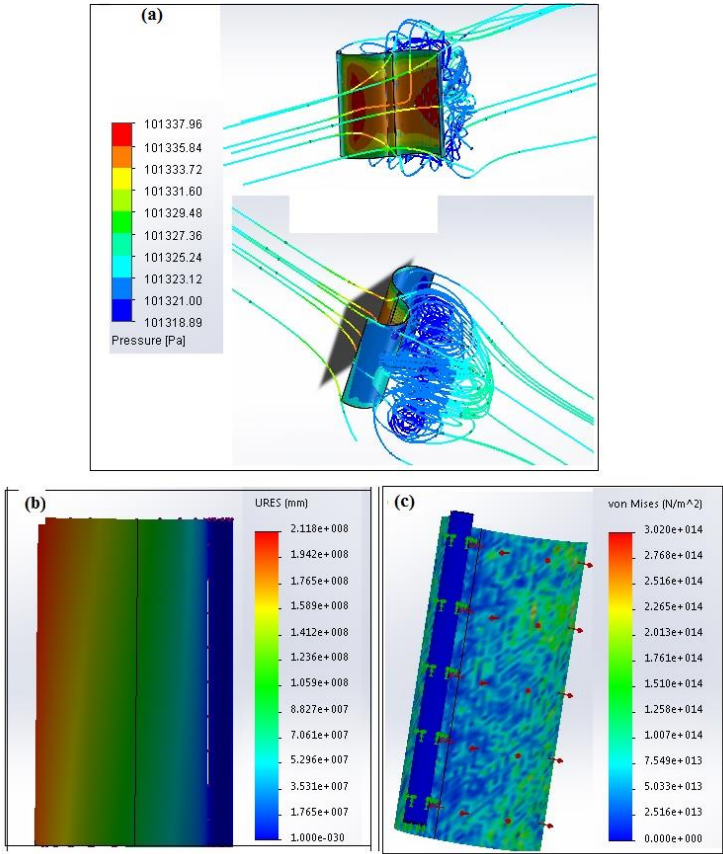 (a)
101337.96
101335.84
101333.72
101331.60
101329.48
101327.36
101325.24
101323.12
101321.00
101318.89
Pressure [Pa]
(b)
URES (mm)
2.118e+008
1.942e+008
1.765e+008
1.589e+008
1.412e+008
1.236e+008
1.059e+008
8.827e+007
7.061e+007
5.296e+007
3.531e+007
1.765e+007
1.000e-030
(c)
von Mises (N/m^2)
3.020e+014
2.768e+014
2.516e+014
2.265e+014
2.013e+014
1.761e+014
1.510e+014
1.258e+014
1.007e+014
7.549e+013
5.033e+013
2.516e+013
0.000e+000